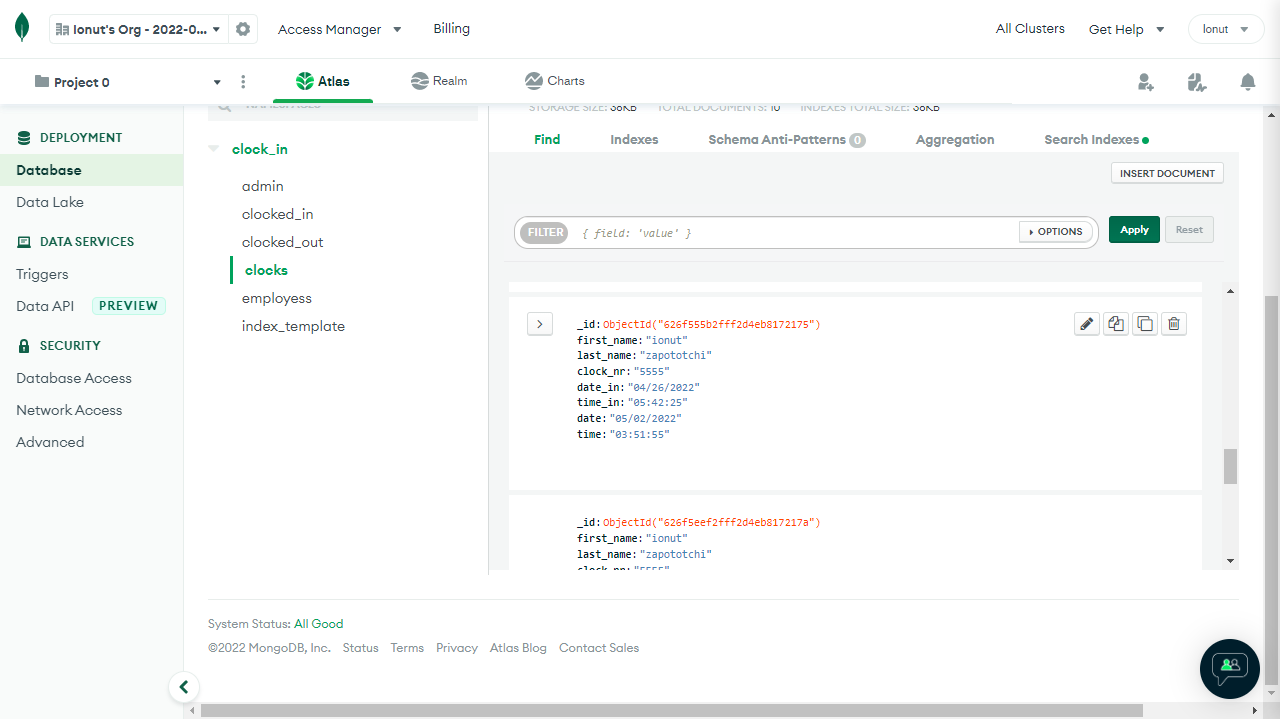 Ionut's Org - 2022-0...
Access Manager
Billing
All Clusters
Get Help
Ionut
Project 0
Atlas
Realm
Charts
DEPLOYMENT
Database
Data Lake
DATA SERVICES
Triggers
Data API PREVIEW
SECURITY
Database Access
Network Access
Advanced
NAMESPACES
clock_in
admin
clocked_in
clocked_out
clocks
employess
index_template
STORAGE SIZE: 36KB TOTAL DOCUMENTS: 10 INDEXES TOTAL SIZE: 36KB
Find Indexes Schema Anti-Patterns 0 Aggregation Search Indexes
INSERT DOCUMENT
FILTER { field: 'value' } OPTIONS Apply Reset
_id: ObjectId("626f555b2fff2d4eb8172175")
first_name: "ionut"
last_name: "zapototchi"
clock_nr: "5555"
date_in: "04/26/2022"
time_in: "05:42:25"
date: "05/02/2022"
time: "03:51:55"
_id: ObjectId("626f5eef2fff2d4eb817217a")
first_name: "ionut"
last_name: "zapototchi"
clock_nr: "5555"
System Status: All Good
©2022 MongoDB, Inc. Status Terms Privacy Atlas Blog Contact Sales